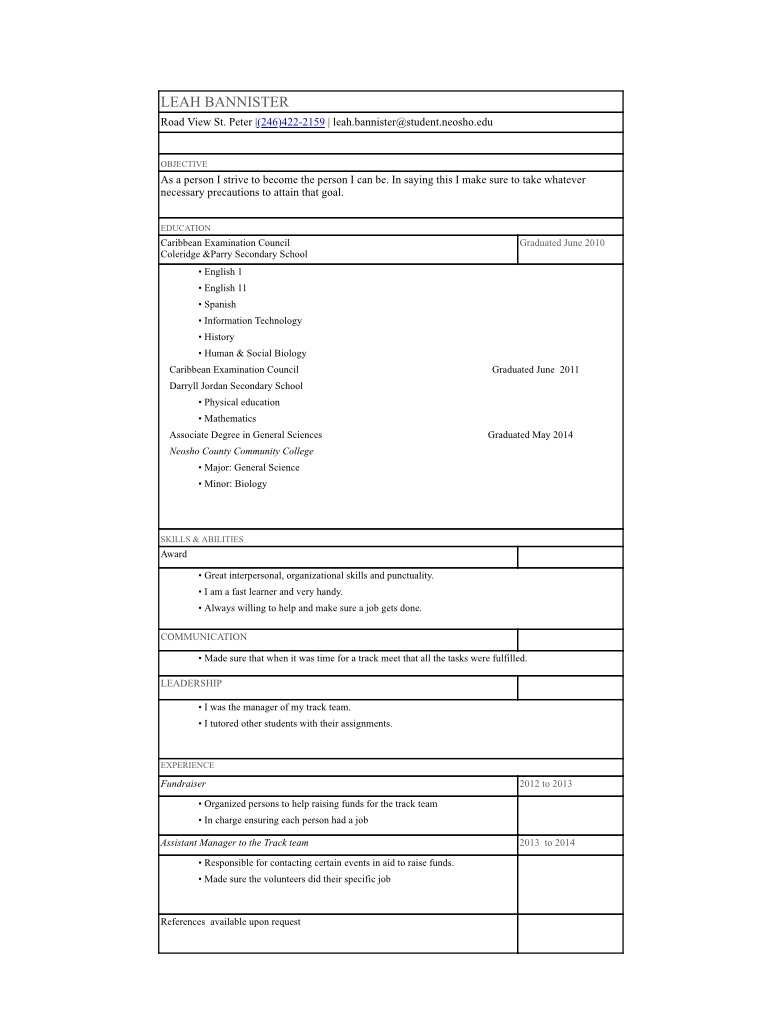 LEAH BANNISTER
Road View St. Peter |(246)422-2159 | leah.bannister@student.neosho.edu
OBJECTIVE
As a person I strive to become the person I can be. In saying this I make sure to take whatever
necessary precautions to attain that goal.
EDUCATION
Caribbean Examination Council Graduated June 2010
Coleridge &Parry Secondary School
• English 1
• English 11
• Spanish
• Information Technology
• History
• Human & Social Biology
Caribbean Examination Council Graduated June 2011
Darryll Jordan Secondary School
• Physical education
• Mathematics
Associate Degree in General Sciences Graduated May 2014
Neosho County Community College
• Major: General Science
• Minor: Biology
SKILLS & ABILITIES
Award
• Great interpersonal, organizational skills and punctuality.
• I am a fast learner and very handy.
• Always willing to help and make sure a job gets done.
COMMUNICATION
• Made sure that when it was time for a track meet that all the tasks were fulfilled.
LEADERSHIP
• I was the manager of my track team.
• I tutored other students with their assignments.
EXPERIENCE
Fundraiser 2012 to 2013
• Organized persons to help raising funds for the track team
• In charge ensuring each person had a job
Assistant Manager to the Track team 2013 to 2014
• Responsible for contacting certain events in aid to raise funds.
• Made sure the volunteers did their specific job
References available upon request